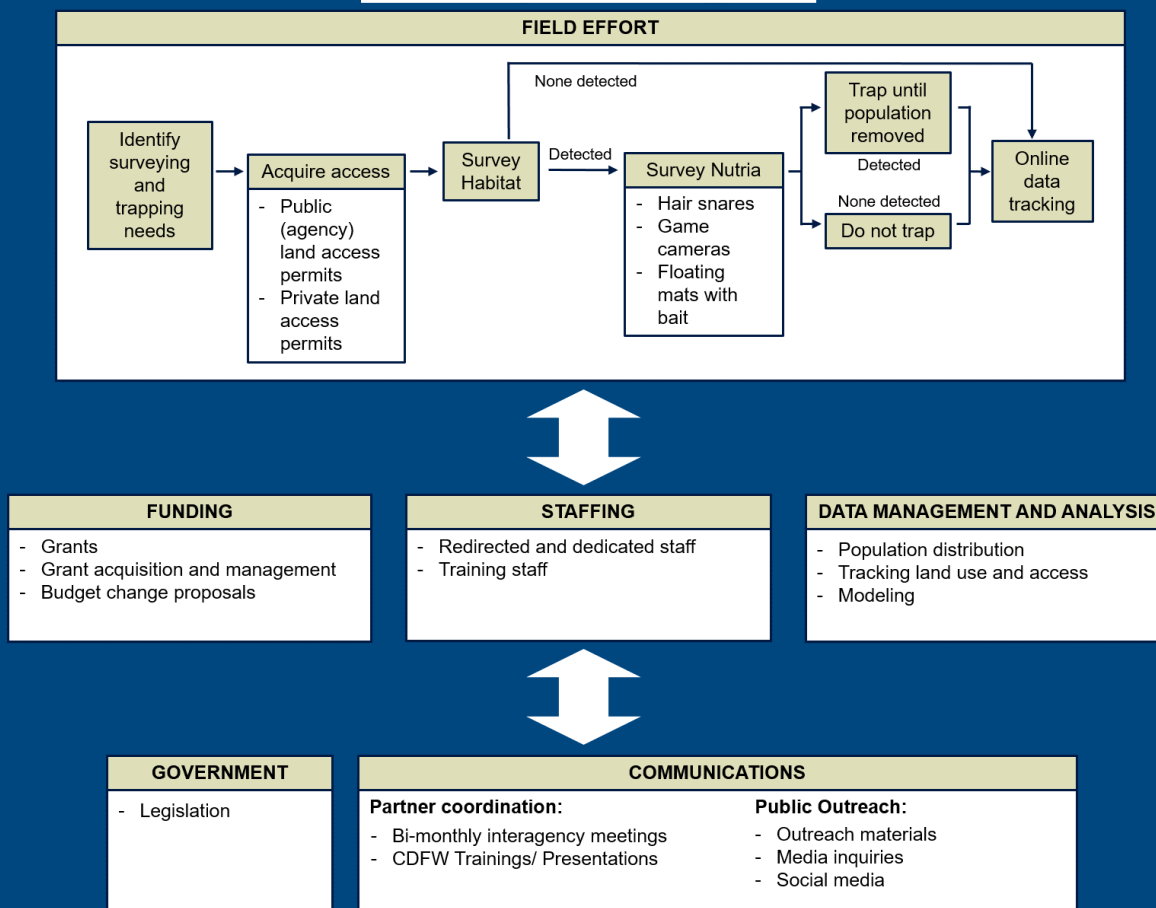 FIELD EFFORT
None detected
Identify
surveying
and
trapping
needs
Acquire access
- Public
(agency)
land access
permits
- Private land
access
permits
Survey
Habitat
Detected
Survey Nutria
- Hair snares
- Game
cameras
- Floating
mats with
bait
Trap until
population
removed
Detected
None detected
Do not trap
Online
data
tracking
FUNDING
- Grants
- Grant acquisition and management
- Budget change proposals
STAFFING
- Redirected and dedicated staff
- Training staff
DATA MANAGEMENT AND ANALYSIS
- Population distribution
- Tracking land use and access
- Modeling
GOVERNMENT
- Legislation
COMMUNICATIONS
Partner coordination:
- Bi-monthly interagency meetings
- CDFW Trainings/ Presentations
Public Outreach:
- Outreach materials
- Media inquiries
- Social media